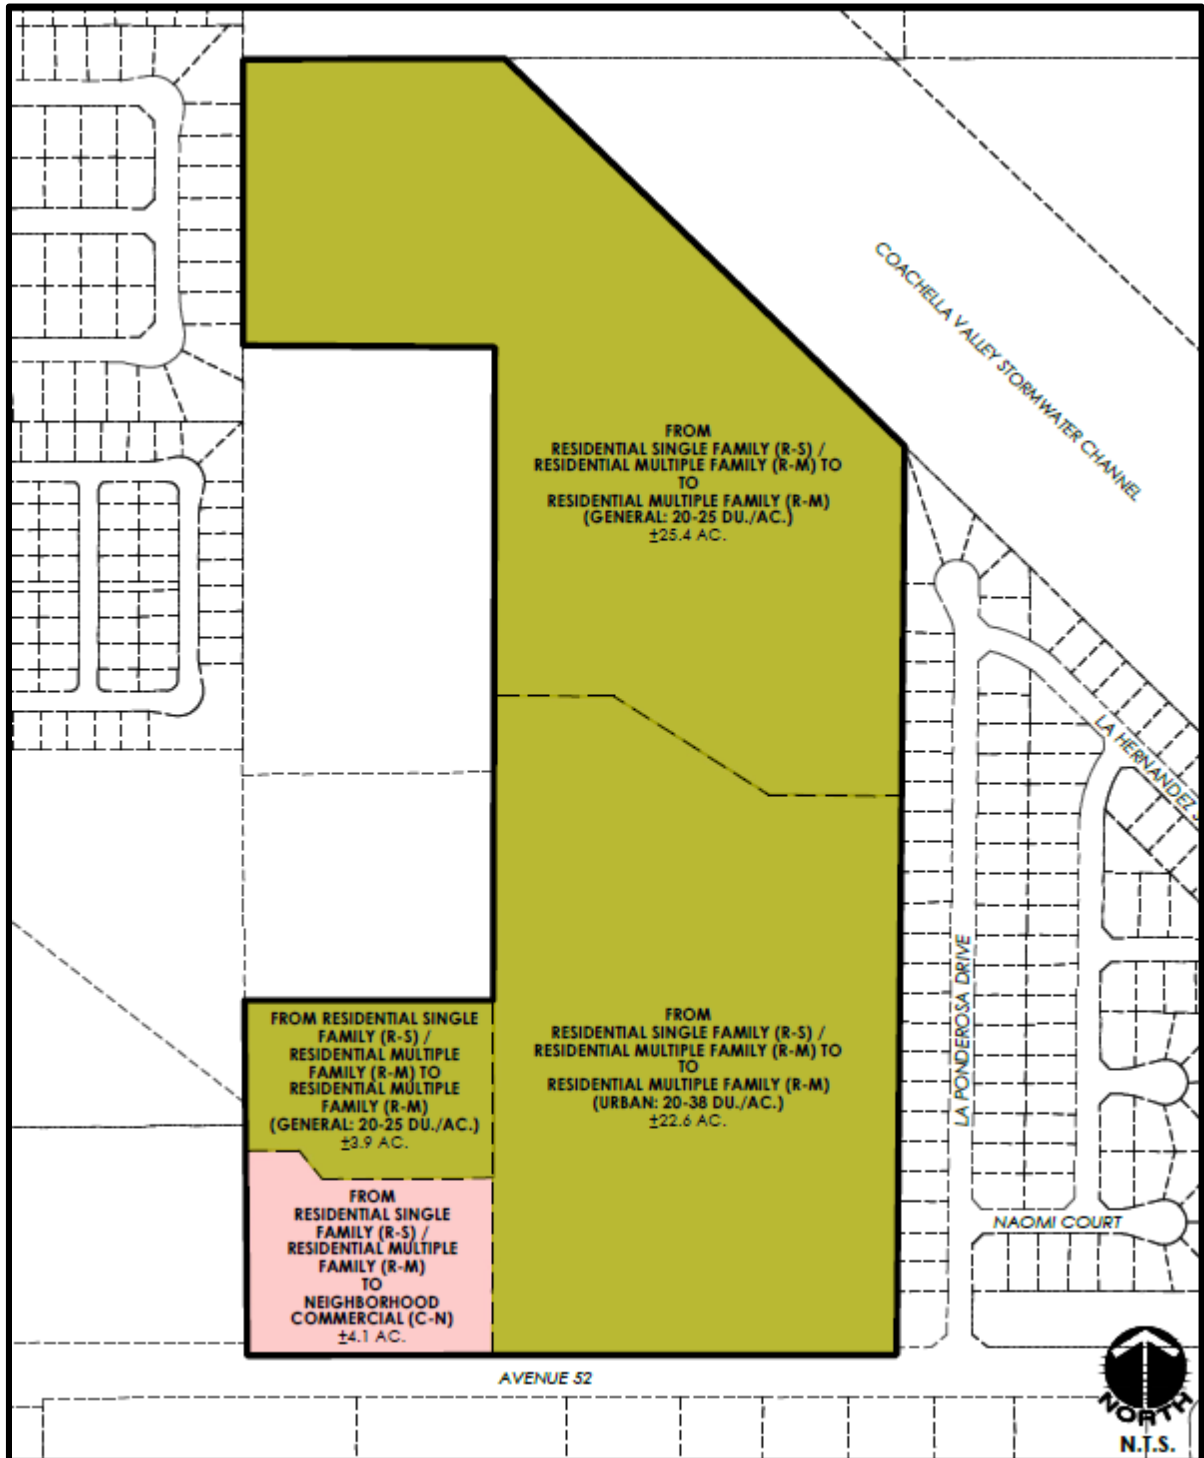 COACHELLA VALLEY STORMWATER CHANNEL
FROM
RESIDENTIAL SINGLE FAMILY (R-S) /
RESIDENTIAL MULTIPLE FAMILY (R-M) TO
TO
RESIDENTIAL MULTIPLE FAMILY (R-M)
(GENERAL: 20-25 DU./AC.)
±25.4 AC.
LA HERNANDEZ
LA PONDEROSA DRIVE
FROM RESIDENTIAL SINGLE
FAMILY (R-S) /
RESIDENTIAL MULTIPLE
FAMILY (R-M) TO
RESIDENTIAL MULTIPLE
FAMILY (R-M)
(GENERAL: 20-25 DU./AC.)
±3.9 AC.
FROM
RESIDENTIAL SINGLE FAMILY (R-S) /
RESIDENTIAL MULTIPLE FAMILY (R-M) TO
TO
RESIDENTIAL MULTIPLE FAMILY (R-M)
(URBAN: 20-38 DU./AC.)
±22.6 AC.
FROM
RESIDENTIAL SINGLE
FAMILY (R-S) /
RESIDENTIAL MULTIPLE
FAMILY (R-M)
TO
NEIGHBORHOOD
COMMERCIAL (C-N)
±4.1 AC.
NAOMI COURT
AVENUE 52
NORTH
N.T.S.